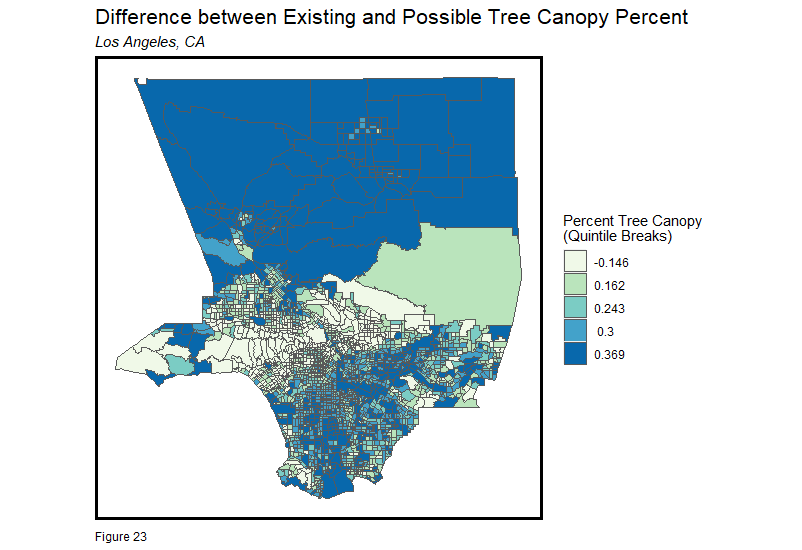 Difference between Existing and Possible Tree Canopy Percent
Los Angeles, CA
Percent Tree Canopy
(Quintile Breaks)
-0.146
0.162
0.243
0.3
0.369
Figure 23